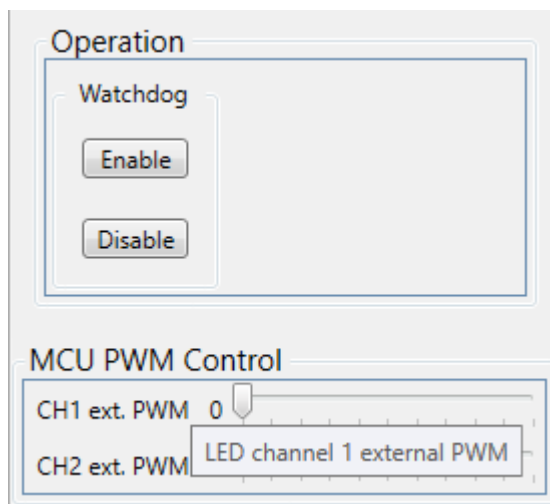 Operation
Watchdog
Enable
Disable
MCU PWM Control
CH1 ext. PWM 0
LED channel 1 external PWM
CH2 ext. PWM